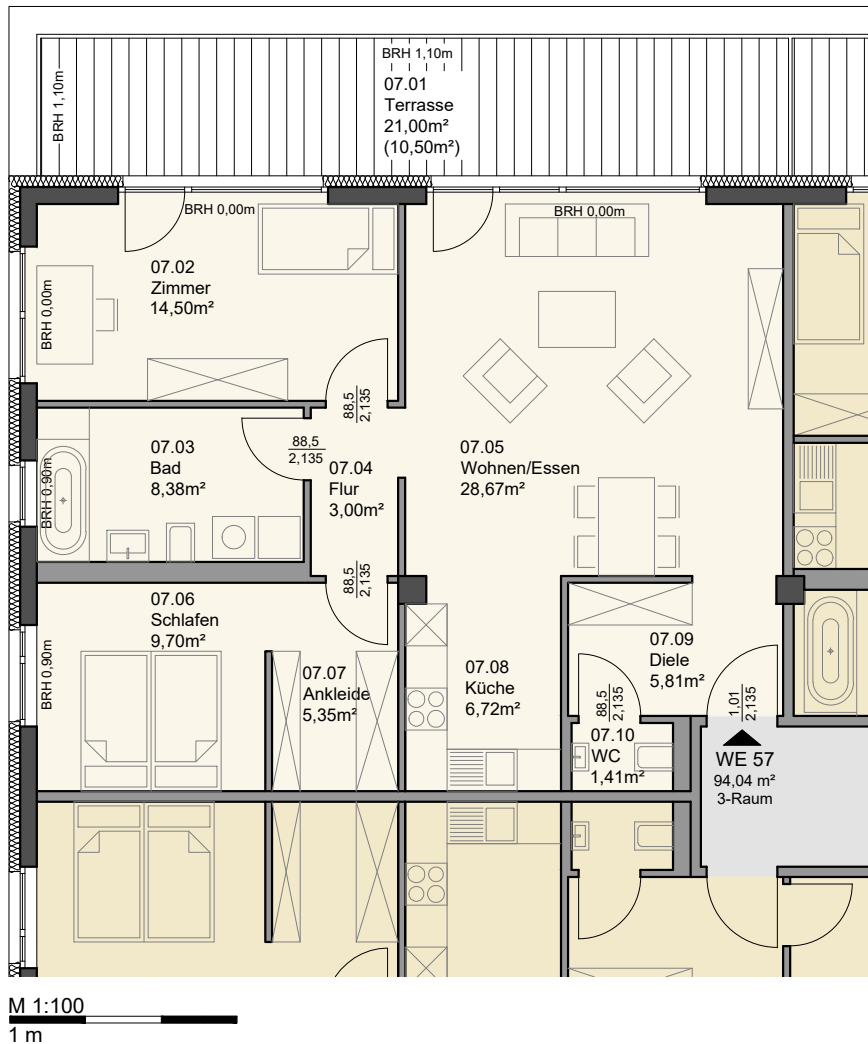 BRH 1,10m
BRH 1,10m
07.01
Terrasse
21,00m²
(10,50m²)
BRH 0,00m
BRH 0,00m
BRH 0,00m
07.02
Zimmer
14,50m²
88,5
2,135
07.03
Bad
8,38m²
BRH 0,90m
88,5
2,135
07.04
Flur
3,00m²
07.05
Wohnen/Essen
28,67m²
88,5
2,135
07.06
Schlafen
9,70m²
BRH 0,90m
07.07
Ankleide
5,35m²
07.08
Küche
6,72m²
07.09
Diele
5,81m²
88,5
2,135
1,01
2,135
07.10
WC
1,41m²
WE 57
94,04 m²
3-Raum
M 1:100
1 m